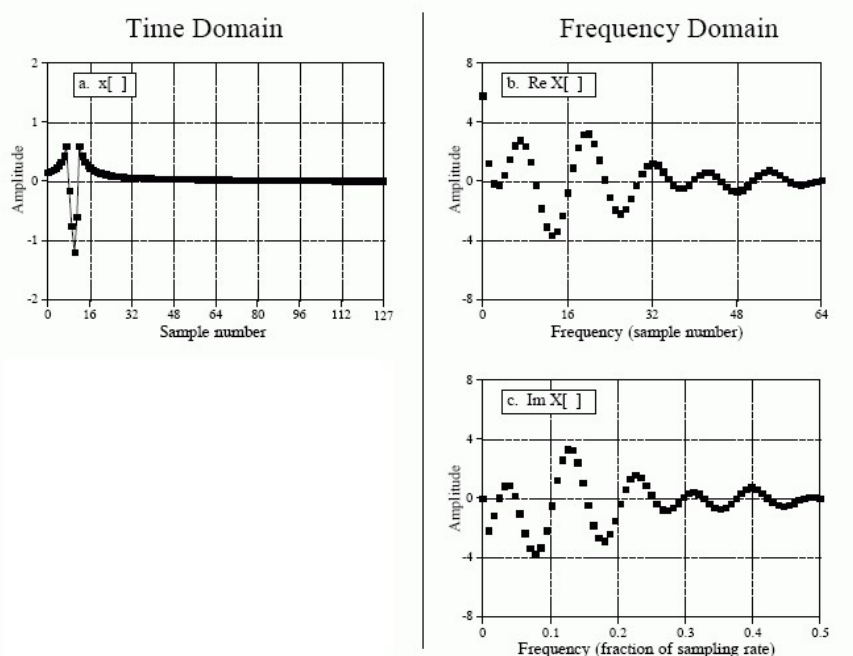 Time Domain
Frequency Domain
a. x[ ]
2
1
0
-1
-2
Amplitude
0 16 32 48 64 80 96 112 127
Sample number
b. Re X[ ]
8
4
0
-4
-8
Amplitude
0 16 32 48 64
Frequency (sample number)
c. Im X[ ]
8
4
0
-4
-8
Amplitude
0 0.1 0.2 0.3 0.4 0.5
Frequency (fraction of sampling rate)